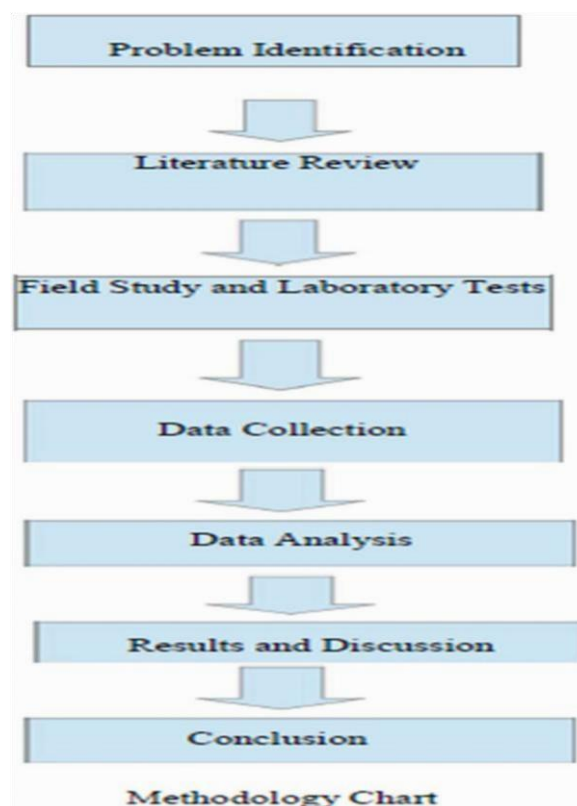 Problem Identification
Literature Review
Field Study and Laboratory Tests
Data Collection
Data Analysis
Results and Discussion
Conclusion
Methodology Chart